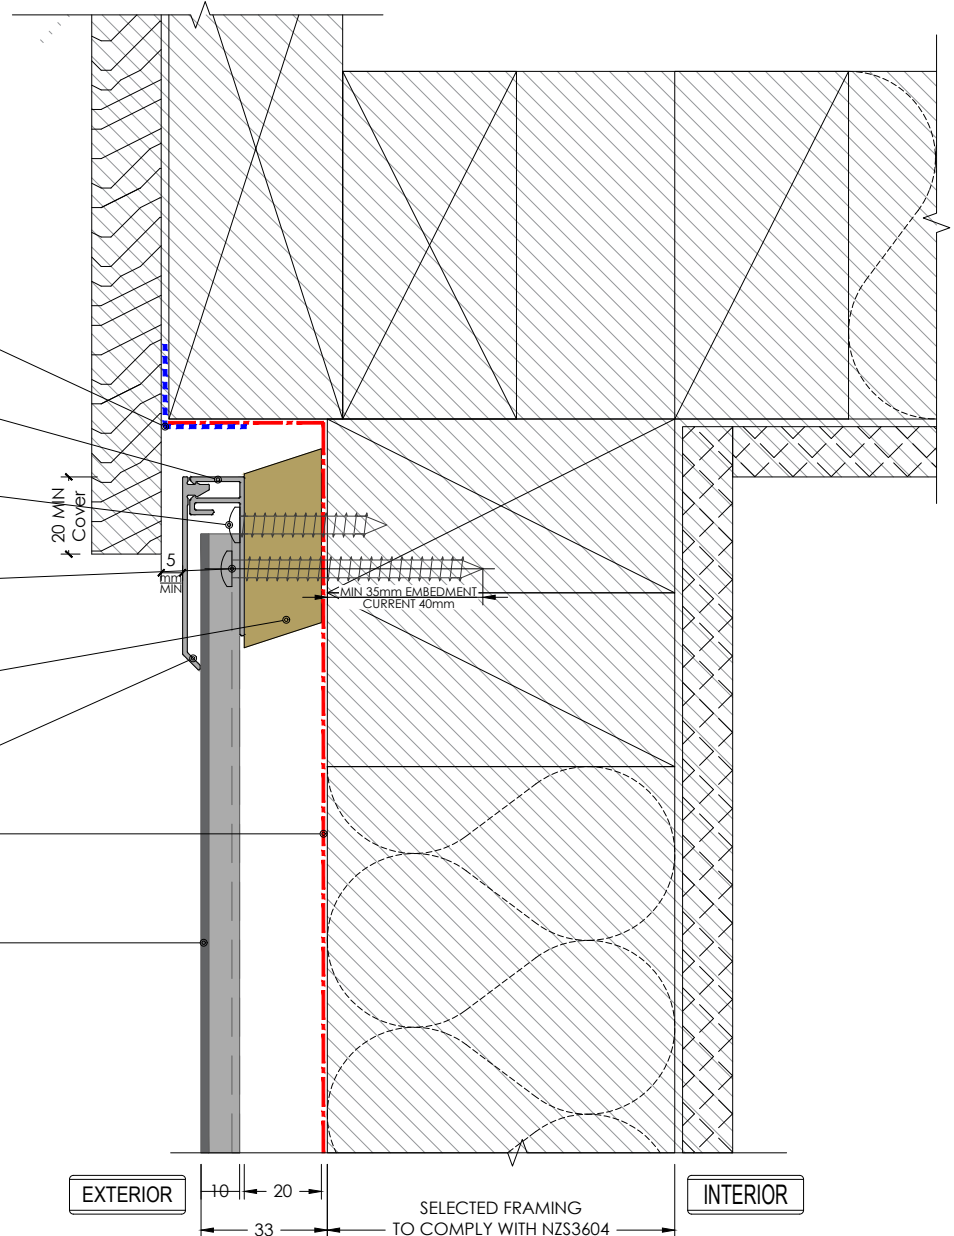 20 MIN
Cover
5
mm
MIN
MIN 35mm EMBEDMENT
CURRENT 40mm
EXTERIOR
10
20
33
SELECTED FRAMING
TO COMPLY WITH NZS3604
INTERIOR